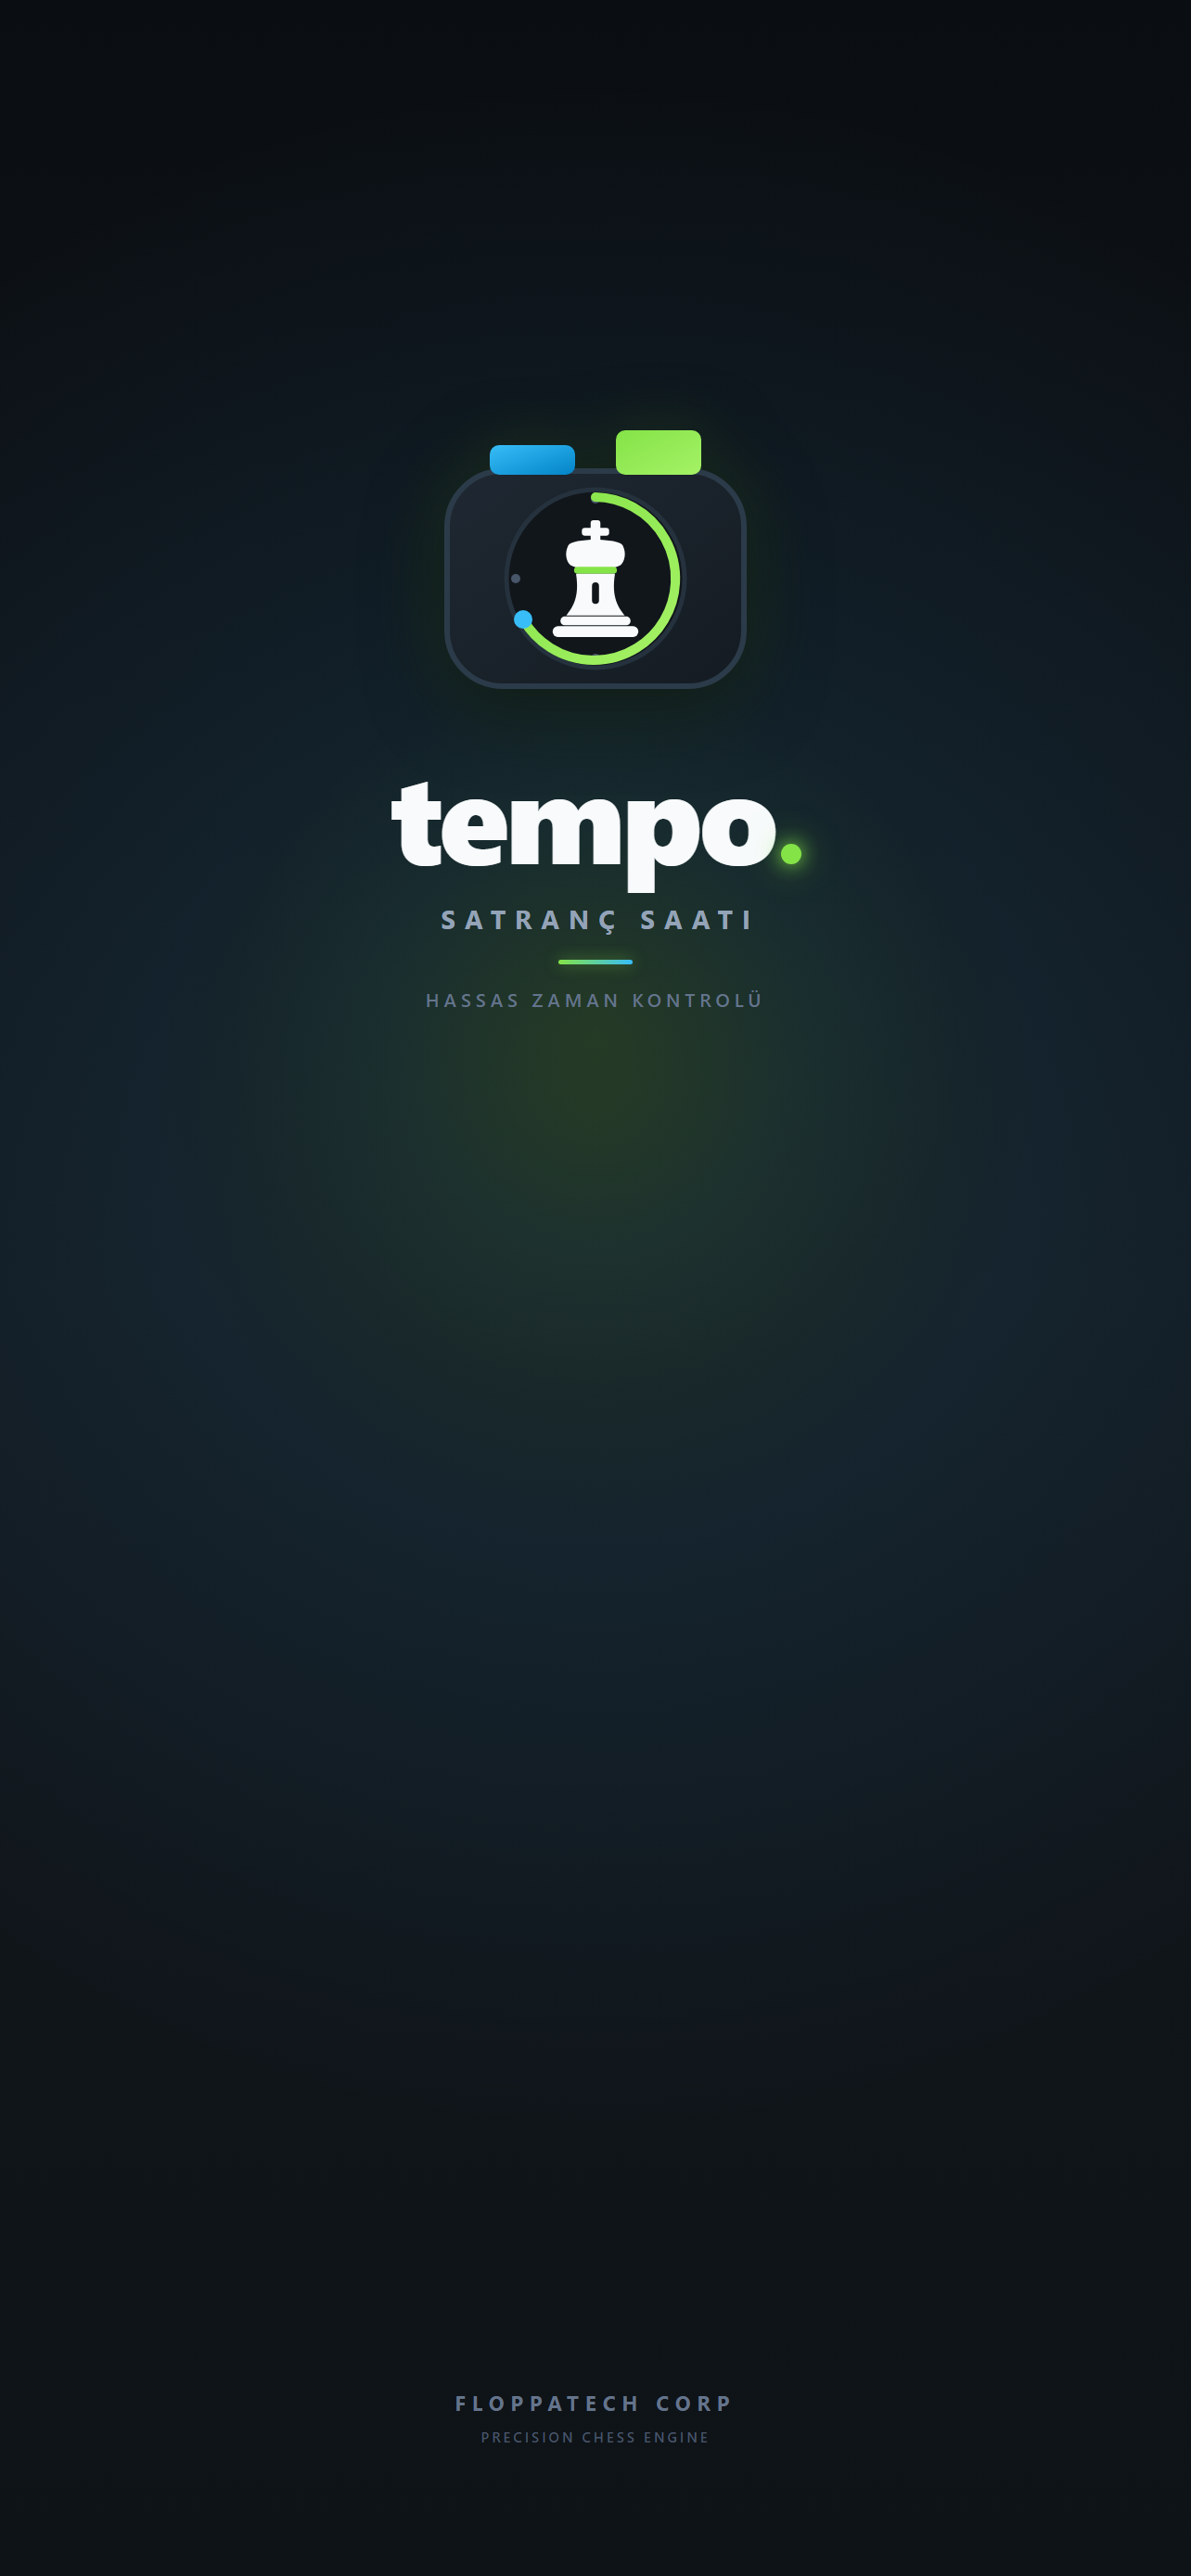 tempo.
SATRANÇ SAATI
HASSAS ZAMAN KONTROLÜ
FLOPPATECH CORP
PRECISION CHESS ENGINE